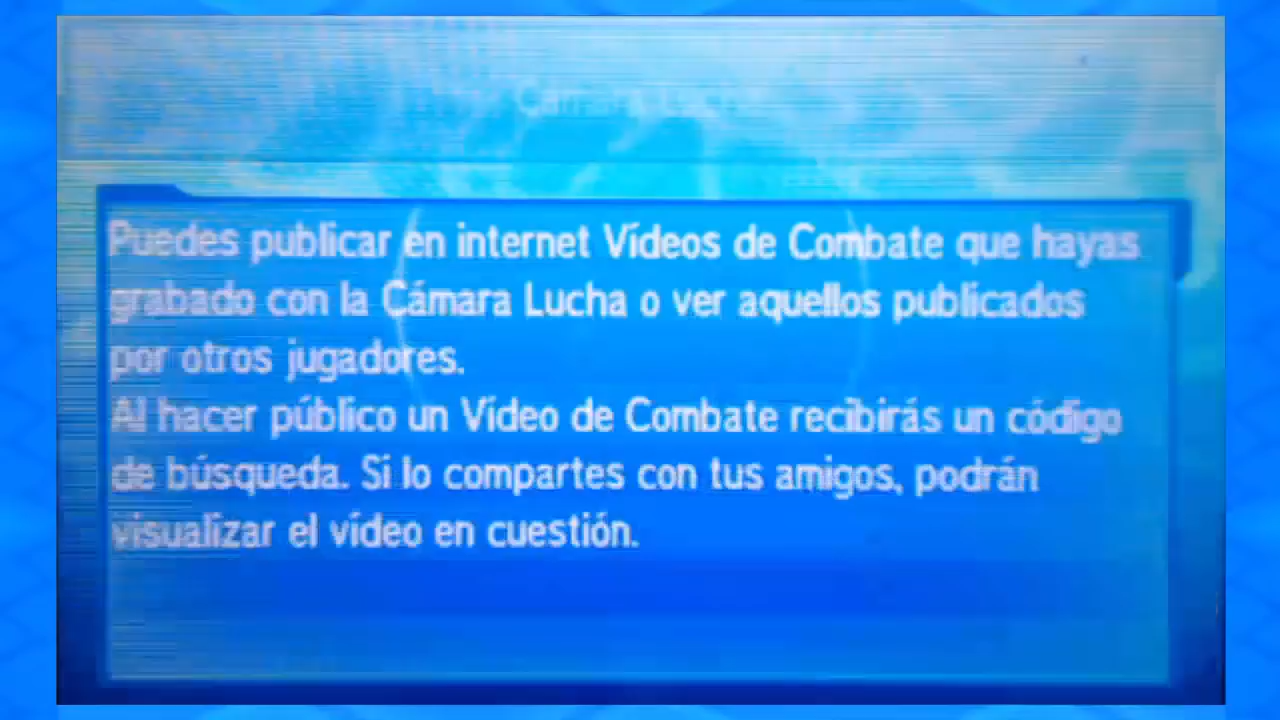 Cámara Lucha
Puedes publicar en internet Vídeos de Combate que hayas
grabado con la Cámara Lucha o ver aquellos publicados
por otros jugadores.
Al hacer público un Vídeo de Combate recibirás un código
de búsqueda. Si lo compartes con tus amigos, podrán
visualizar el vídeo en cuestión.